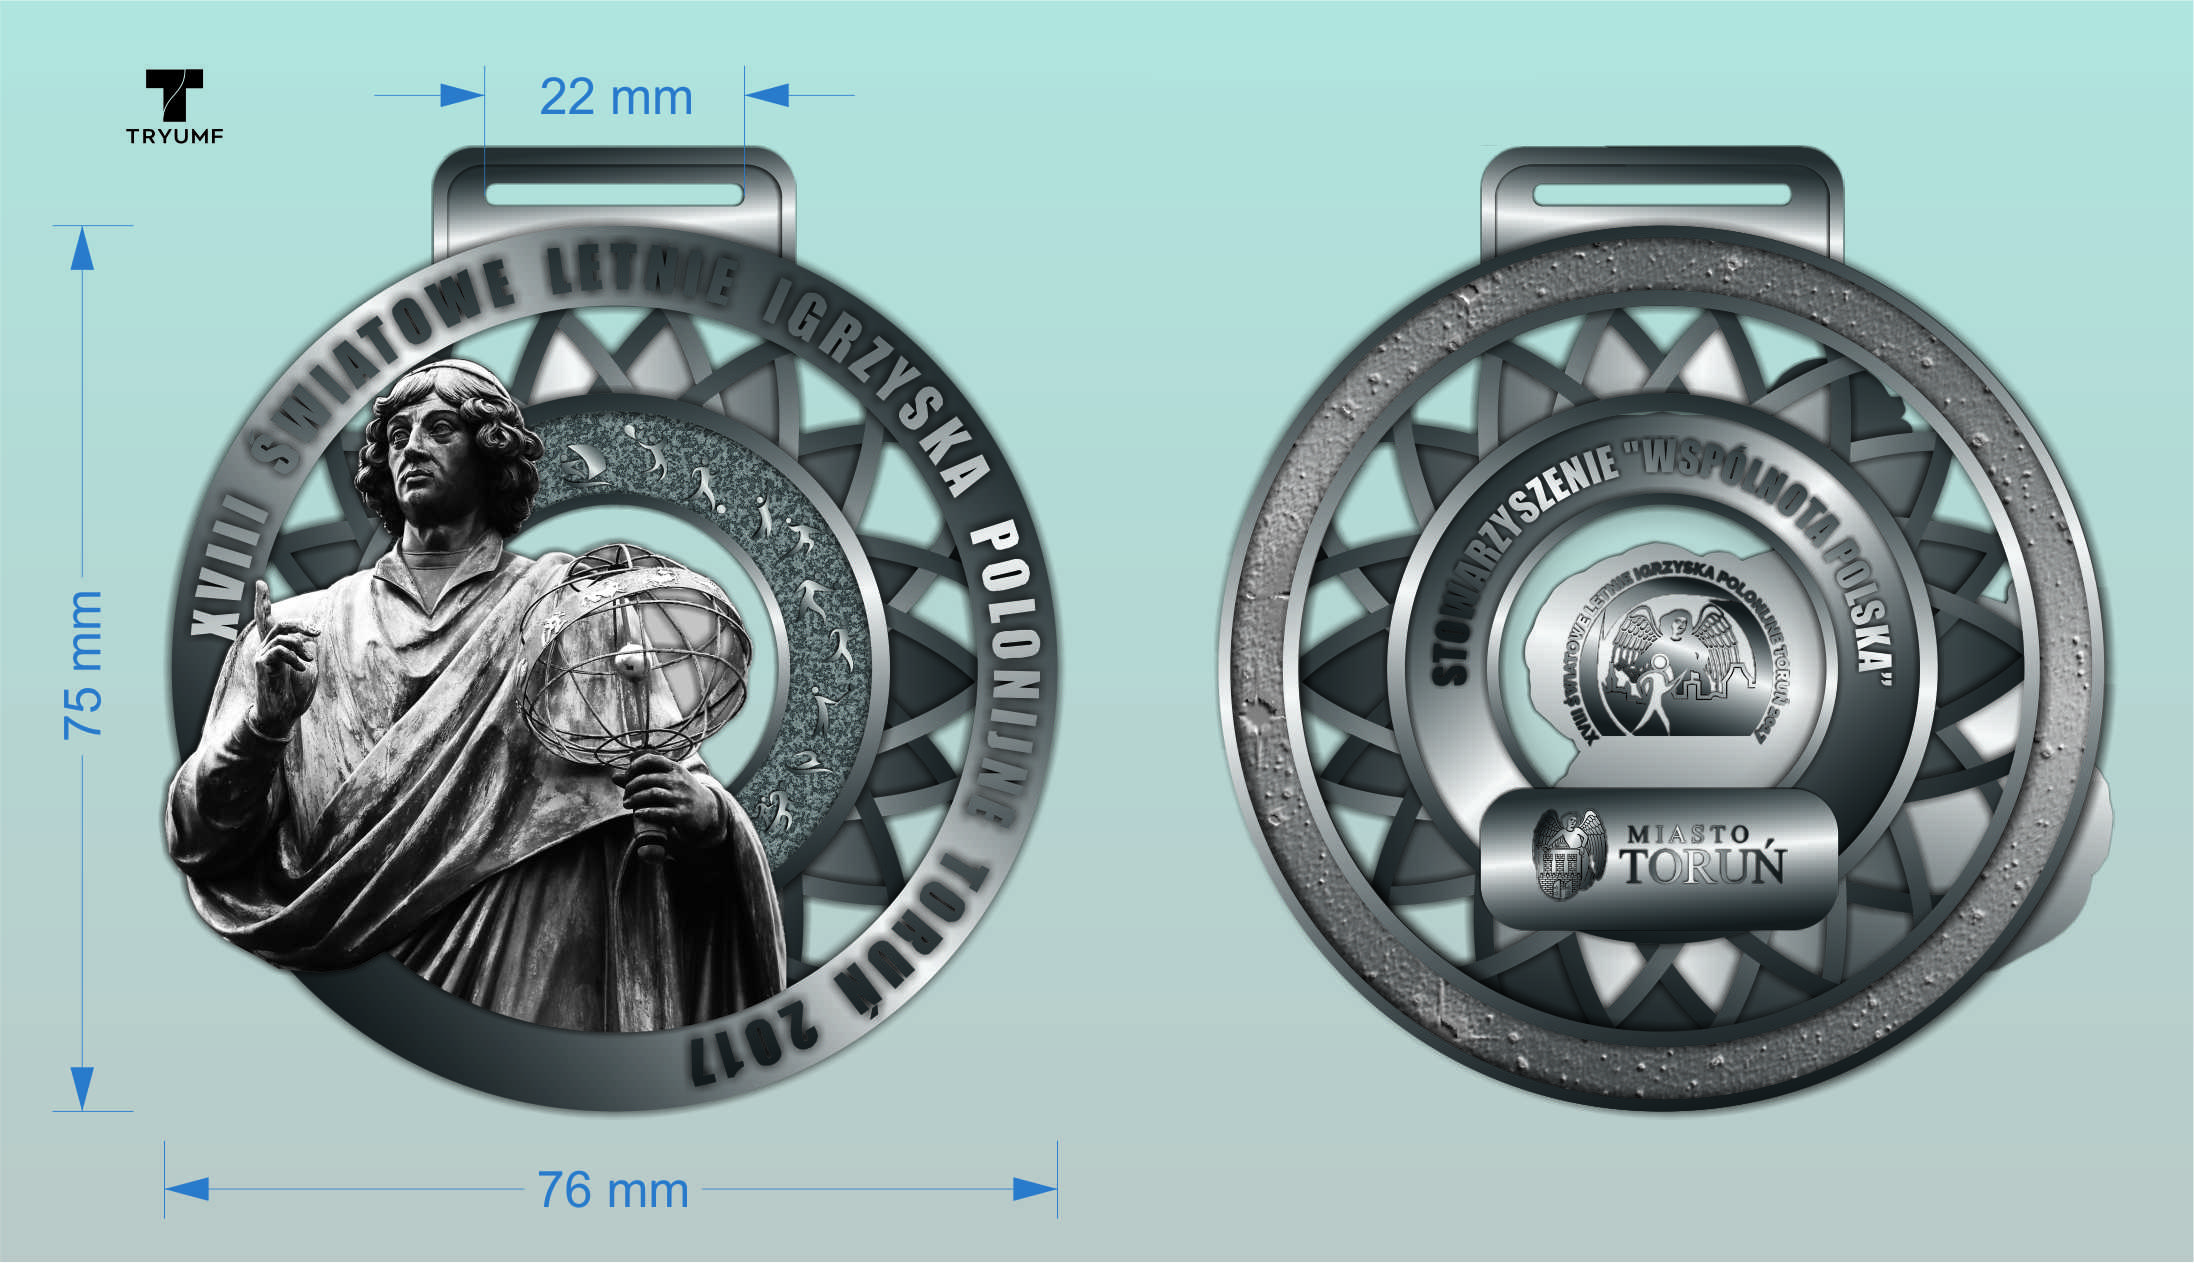 TRYUMF
22 mm
75 mm
76 mm
XVIII ŚWIATOWE LETNIE IGRZYSKA POLONIJNE TORUŃ 2017
STOWARZYSZENIE "WSPÓLNOTA POLSKA”
XVIII ŚWIATOWE LETNIE IGRZYSKA POLONIJNE TORUŃ 2017
MIASTO
TORUŃ